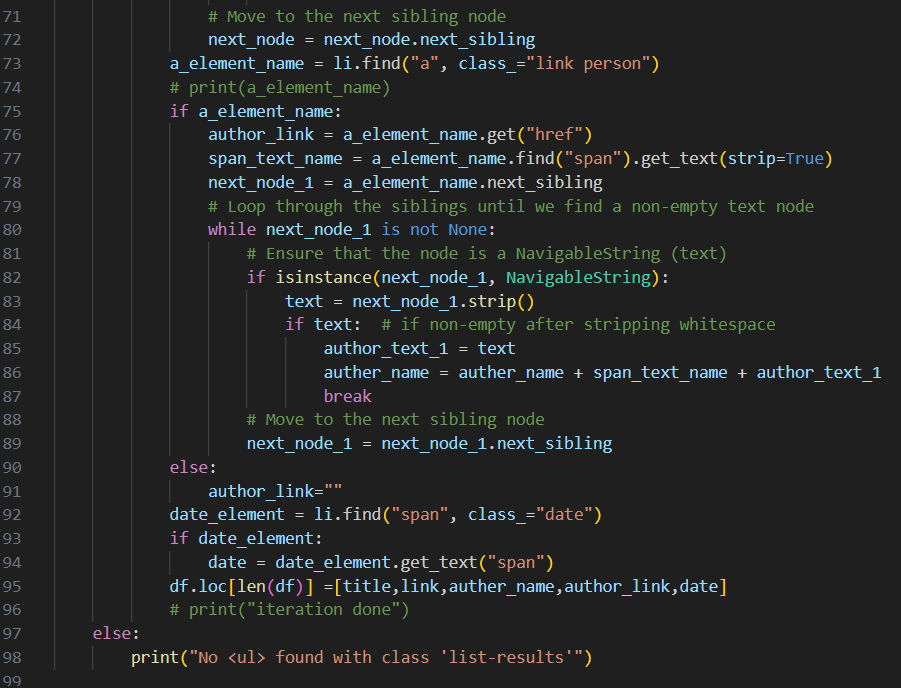 71 # Move to the next sibling node
72 next_node = next_node.next_sibling
73 a_element_name = li.find("a", class_="link person")
74 # print(a_element_name)
75 if a_element_name:
76 author_link = a_element_name.get("href")
77 span_text_name = a_element_name.find("span").get_text(strip=True)
78 next_node_1 = a_element_name.next_sibling
79 # Loop through the siblings until we find a non-empty text node
80 while next_node_1 is not None:
81 # Ensure that the node is a NavigableString (text)
82 if isinstance(next_node_1, NavigableString):
83 text = next_node_1.strip()
84 if text:  # if non-empty after stripping whitespace
85 author_text_1 = text
86 auther_name = auther_name + span_text_name + author_text_1
87 break
88 # Move to the next sibling node
89 next_node_1 = next_node_1.next_sibling
90 else:
91 author_link=""
92 date_element = li.find("span", class_="date")
93 if date_element:
94 date = date_element.get_text("span")
95 df.loc[len(df)] =[title,link,auther_name,author_link,date]
96 # print("iteration done")
97 else:
98 print("No <ul> found with class 'list-results'")
99